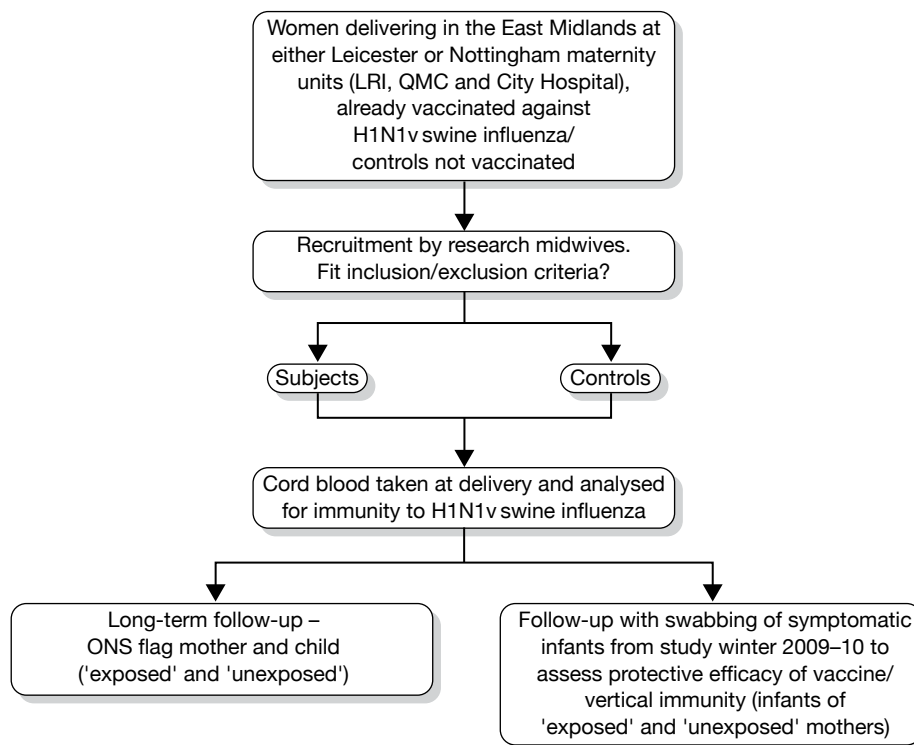 Women delivering in the East Midlands at
either Leicester or Nottingham maternity
units (LRI, QMC and City Hospital),
already vaccinated against
H1N1v swine influenza/
controls not vaccinated
Recruitment by research midwives.
Fit inclusion/exclusion criteria?
Subjects
Controls
Cord blood taken at delivery and analysed
for immunity to H1N1v swine influenza
Long-term follow-up –
ONS flag mother and child
('exposed' and 'unexposed')
Follow-up with swabbing of symptomatic
infants from study winter 2009–10 to
assess protective efficacy of vaccine/
vertical immunity (infants of
'exposed' and 'unexposed' mothers)